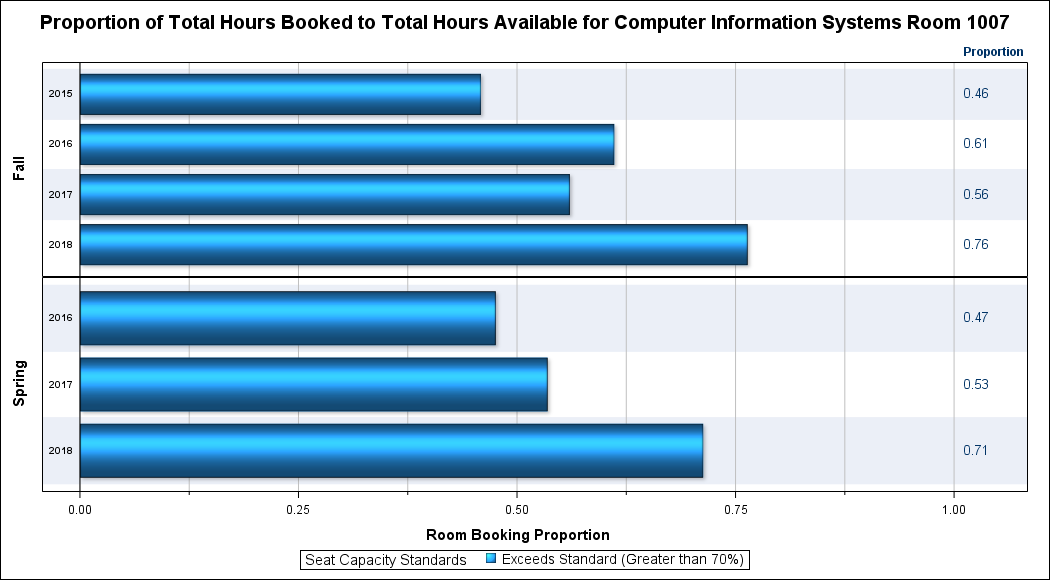 Proportion of Total Hours Booked to Total Hours Available for Computer Information Systems Room 1007
Proportion
Fall
2015 0.46
2016 0.61
2017 0.56
2018 0.76
Spring
2016 0.47
2017 0.53
2018 0.71
0.00 0.25 0.50 0.75 1.00
Room Booking Proportion
Seat Capacity Standards Exceeds Standard (Greater than 70%)